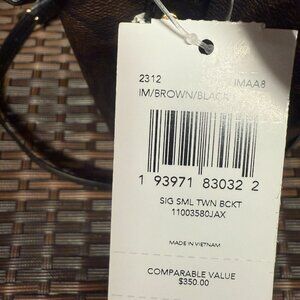 2312 IMAA8
IM/BROWN/BLACK
1 93971 83032 2
SIG SML TWN BCKT
11003580JAX
MADE IN VIETNAM
COMPARABLE VALUE
$350.00